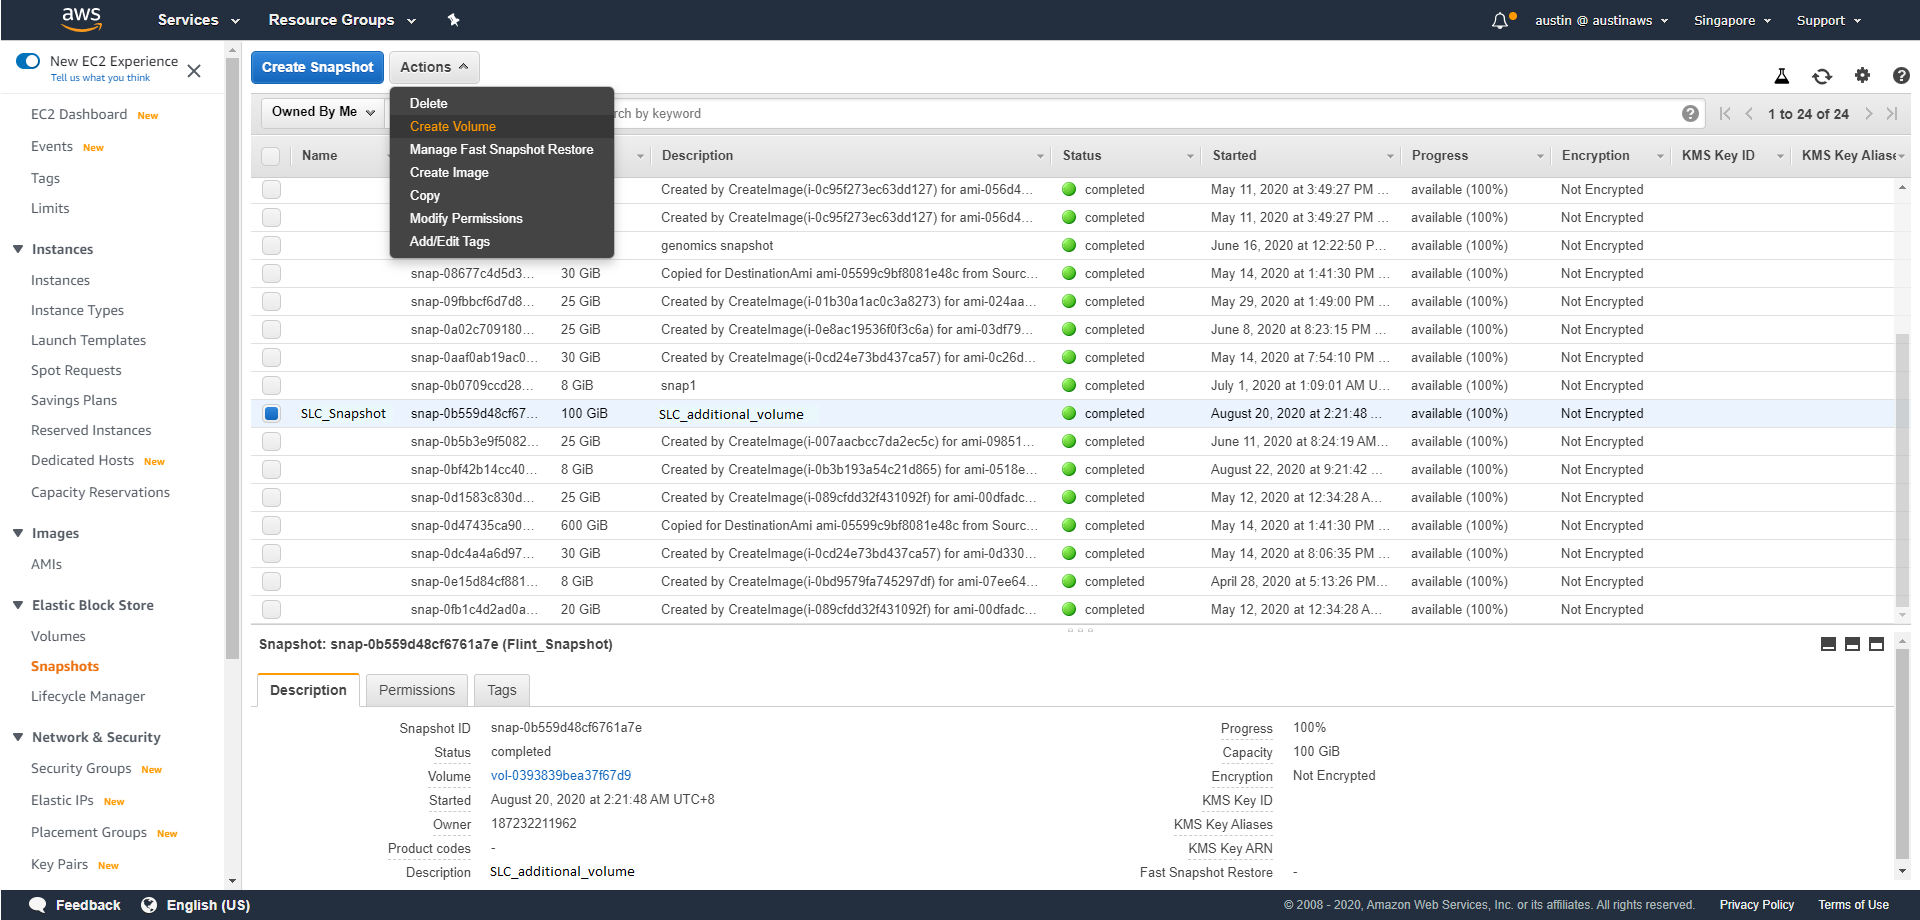 aws Services Resource Groups austin @ austinaws Singapore Support
New EC2 Experience
Tell us what you think
EC2 Dashboard New
Events New
Tags
Limits
Instances
Instances
Instance Types
Launch Templates
Spot Requests
Savings Plans
Reserved Instances
Dedicated Hosts New
Capacity Reservations
Images
AMIs
Elastic Block Store
Volumes
Snapshots
Lifecycle Manager
Network & Security
Security Groups New
Elastic IPs New
Placement Groups New
Key Pairs New
Create Snapshot Actions
Owned By Me rch by keyword 1 to 24 of 24
Delete
Create Volume
Manage Fast Snapshot Restore
Create Image
Copy
Modify Permissions
Add/Edit Tags
Name Description Status Started Progress Encryption KMS Key ID KMS Key Aliase
Created by CreateImage(i-0c95f273ec63dd127) for ami-056d4... completed May 11, 2020 at 3:49:27 PM ... available (100%) Not Encrypted
Created by CreateImage(i-0c95f273ec63dd127) for ami-056d4... completed May 11, 2020 at 3:49:27 PM ... available (100%) Not Encrypted
genomics snapshot completed June 16, 2020 at 12:22:50 P... available (100%) Not Encrypted
snap-08677c4d5d3... 30 GiB Copied for DestinationAmi ami-05599c9bf8081e48c from Sourc... completed May 14, 2020 at 1:41:30 PM ... available (100%) Not Encrypted
snap-09fbbcf6d7d8... 25 GiB Created by CreateImage(i-01b30a1ac0c3a8273) for ami-024aa... completed May 29, 2020 at 1:49:00 PM ... available (100%) Not Encrypted
snap-0a02c709180... 25 GiB Created by CreateImage(i-0e8ac19536f0f3c6a) for ami-03df79... completed June 8, 2020 at 8:23:15 PM ... available (100%) Not Encrypted
snap-0aaf0ab19ac0... 30 GiB Created by CreateImage(i-0cd24e73bd437ca57) for ami-0c26d... completed May 14, 2020 at 7:54:10 PM ... available (100%) Not Encrypted
snap-0b0709ccd28... 8 GiB snap1 completed July 1, 2020 at 1:09:01 AM U... available (100%) Not Encrypted
SLC_Snapshot snap-0b559d48cf67... 100 GiB SLC_additional_volume completed August 20, 2020 at 2:21:48 ... available (100%) Not Encrypted
snap-0b5b3e9f5082... 25 GiB Created by CreateImage(i-007aacbcc7da2ec5c) for ami-09851... completed June 11, 2020 at 8:24:19 AM... available (100%) Not Encrypted
snap-0bf42b14cc40... 8 GiB Created by CreateImage(i-0b3b193a54c21d865) for ami-0518e... completed August 22, 2020 at 9:21:42 ... available (100%) Not Encrypted
snap-0d1583c830d... 25 GiB Created by CreateImage(i-089cfdd32f431092f) for ami-00dfadc... completed May 12, 2020 at 12:34:28 A... available (100%) Not Encrypted
snap-0d47435ca90... 600 GiB Copied for DestinationAmi ami-05599c9bf8081e48c from Sourc... completed May 14, 2020 at 1:41:30 PM ... available (100%) Not Encrypted
snap-0dc4a4a6d97... 30 GiB Created by CreateImage(i-0cd24e73bd437ca57) for ami-0d330... completed May 14, 2020 at 8:06:35 PM ... available (100%) Not Encrypted
snap-0e15d84cf881... 8 GiB Created by CreateImage(i-0bd9579fa745297df) for ami-07ee64... completed April 28, 2020 at 5:13:26 PM... available (100%) Not Encrypted
snap-0fb1c4d2ad0a... 20 GiB Created by CreateImage(i-089cfdd32f431092f) for ami-00dfadc... completed May 12, 2020 at 12:34:28 A... available (100%) Not Encrypted
Snapshot: snap-0b559d48cf6761a7e (Flint_Snapshot)
Description Permissions Tags
Snapshot ID snap-0b559d48cf6761a7e Progress 100%
Status completed Capacity 100 GiB
Volume vol-0393839bea37f67d9 Encryption Not Encrypted
Started August 20, 2020 at 2:21:48 AM UTC+8 KMS Key ID
Owner 187232211962 KMS Key Aliases
Product codes - KMS Key ARN
Description SLC_additional_volume Fast Snapshot Restore -
Feedback English (US) © 2008 - 2020, Amazon Web Services, Inc. or its affiliates. All rights reserved. Privacy Policy Terms of Use